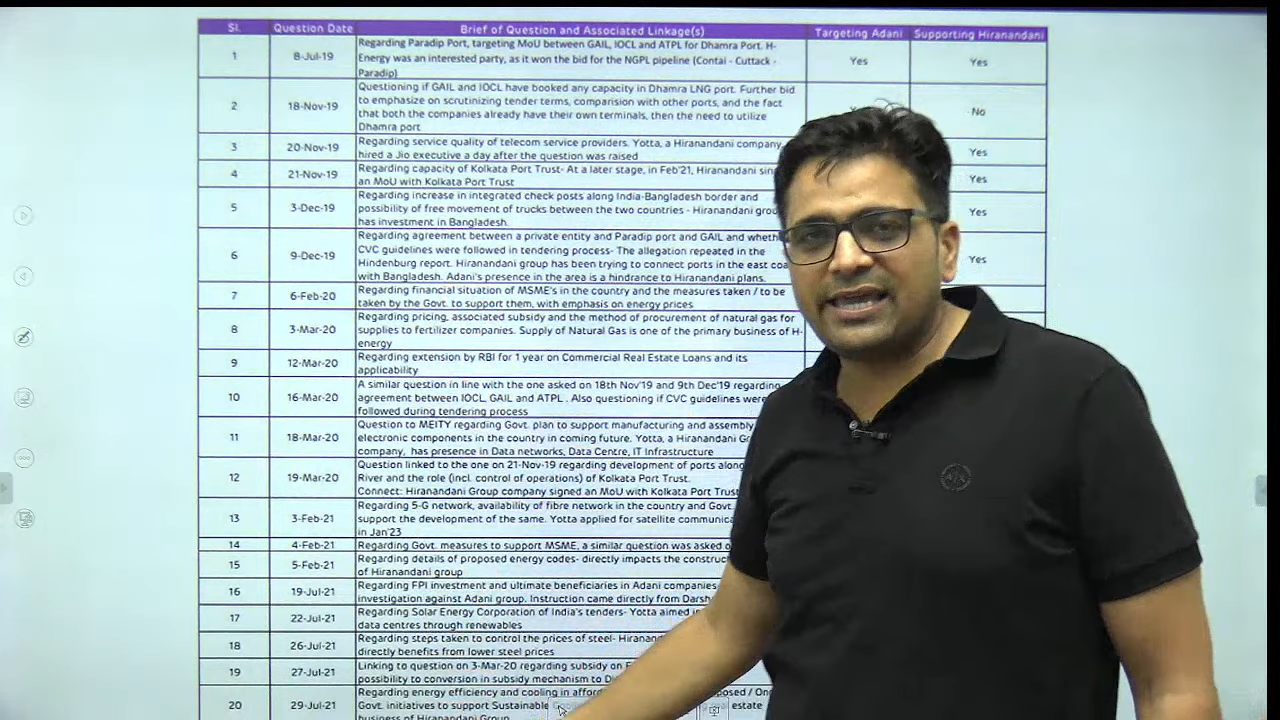 Sl. Question Date Brief of Question and Associated Linkage(s) Targeting Adani Supporting Hiranandani
1 8-Jul-19 Regarding Paradip Port, targeting MoU between GAIL, IOCL and ATPL for Dhamra Port. H-
Energy was an interested party, as it won the bid for the NGPL pipeline (Contai - Cuttack -
Paradip) Yes Yes
2 18-Nov-19 Questioning if GAIL and IOCL have booked any capacity in Dhamra LNG port. Further bid
to emphasize on scrutinizing tender terms, comparision with other ports, and the fact
that both the companies already have their own terminals, then the need to utilize
Dhamra port No
3 20-Nov-19 Regarding service quality of telecom service providers. Yotta, a Hiranandani company,
hired a Jio executive a day after the question was raised Yes
4 21-Nov-19 Regarding capacity of Kolkata Port Trust- At a later stage, in Feb'21, Hiranandani
an MoU with Kolkata Port Trust Yes
5 3-Dec-19 Regarding increase in integrated check posts along India-Bangladesh border and
possibility of free movement of trucks between the two countries - Hiranandani
has investment in Bangladesh. Yes
6 9-Dec-19 Regarding agreement between a private entity and Paradip port and GAIL and
CVC guidelines were followed in tendering process- The allegation repeated in the
Hindenburg report. Hiranandani group has been trying to connect ports in the east
with Bangladesh. Adani's presence in the area is a hindrance to Hiranandani plans. Yes
7 6-Feb-20 Regarding financial situation of MSME's in the country and the measures taken / to be
taken by the Govt. to support them, with emphasis on energy prices
8 3-Mar-20 Regarding pricing, associated subsidy and the method of procurement of natural gas for
supplies to fertilizer companies. Supply of Natural Gas is one of the primary business of H-
energy
9 12-Mar-20 Regarding extension by RBI for 1 year on Commercial Real Estate Loans and its
applicability
10 16-Mar-20 A similar question in line with the one asked on 18th Nov'19 and 9th Dec'19 regarding
agreement between IOCL, GAIL and ATPL . Also questioning if CVC guidelines were
followed during tendering process
11 18-Mar-20 Question to MEITY regarding Govt. plan to support manufacturing and assembly
electronic components in the country in coming future. Yotta, a Hiranandani
company, has presence in Data networks, Data Centre, IT Infrastructure
12 19-Mar-20 Question linked to the one on 21-Nov-19 regarding development of ports along
River and the role (incl. control of operations) of Kolkata Port Trust.
Connect: Hiranandani Group company signed an MoU with Kolkata Port Trust
13 3-Feb-21 Regarding 5-G network, availability of fibre network in the country and Govt.
support the development of the same. Yotta applied for satellite
in Jan'23
14 4-Feb-21 Regarding Govt. measures to support MSME, a similar question was asked
15 5-Feb-21 Regarding details of proposed energy codes- directly impacts the
of Hiranandani group
16 19-Jul-21 Regarding FPI investment and ultimate beneficiaries in Adani companies
investigation against Adani group. Instruction came directly from
17 22-Jul-21 Regarding Solar Energy Corporation of India's tenders- Yotta aimed
data centres through renewables
18 26-Jul-21 Regarding steps taken to control the prices of steel-
directly benefits from lower steel prices
19 27-Jul-21 Linking to question on 3-Mar-20 regarding subsidy on
possibility to conversion in subsidy mechanism to
20 29-Jul-21 Regarding energy efficiency and cooling in
Govt. initiatives to support Sustainable estate
business of Hiranandani Group